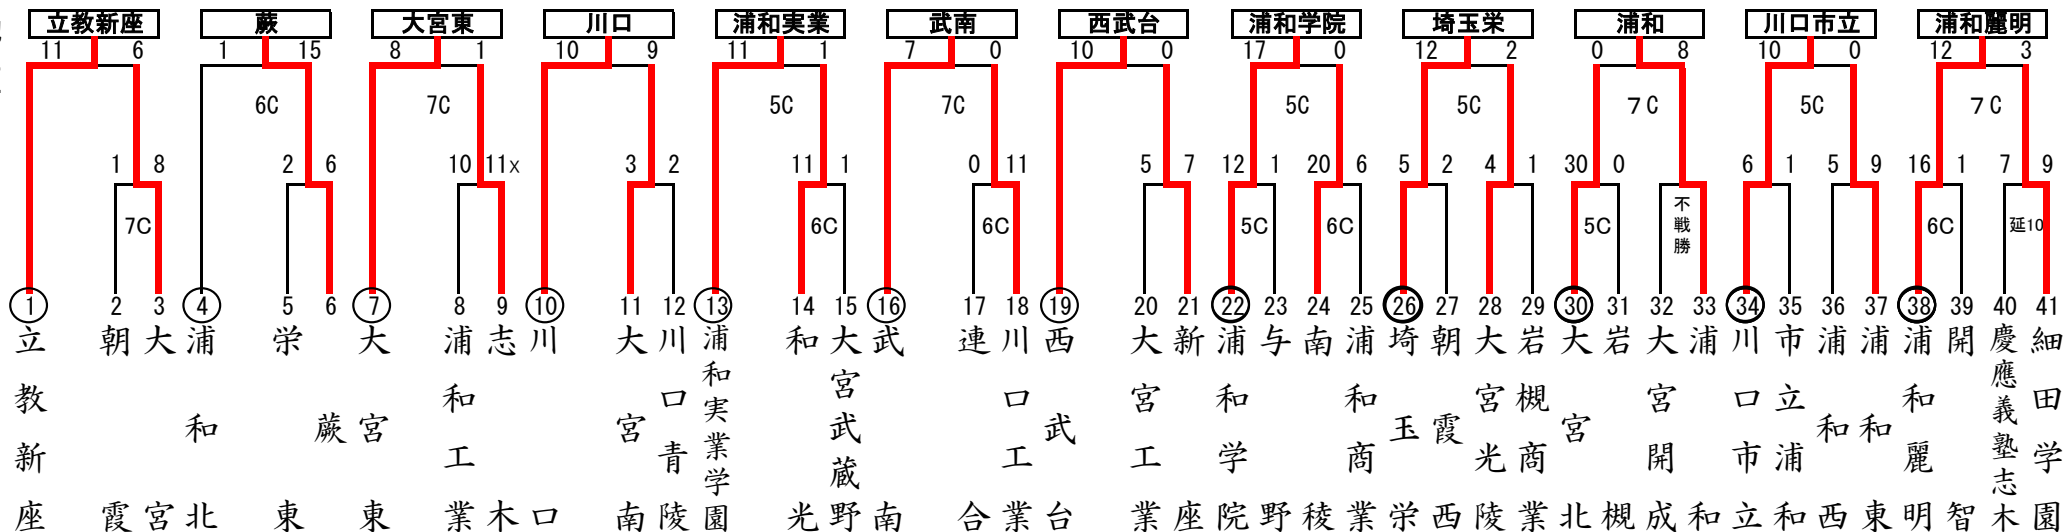 立教新座 蕨 大宮東 川口 浦和実業 武南 西武台 浦和学院 埼玉栄 浦和 川口市立 浦和麗明
11 6 1 15 8 1 10 9 11 1 7 0 10 0 17 0 12 2 0 8 10 0 12 3
6C 7C 5C 7C 5C 5C 7C 5C 7C
1 8 2 6 10 11x 3 2 11 1 0 11 5 7 12 1 20 6 5 2 4 1 30 0 6 1 5 9 16 1 7 9
7C 6C 6C 5C 6C 5C 不戦勝 6C 延10
1 2 3 4 5 6 7 8 9 10 11 12 13 14 15 16 17 18 19 20 21 22 23 24 25 26 27 28 29 30 31 32 33 34 35 36 37 38 39 40 41
立教新座
朝霞
大宮
浦和北
栄東
蕨
大宮東
浦和工業
志木
川口
大宮南
川口青陵
浦和実業学園
和光
大宮武蔵野
武南
連合
川口工業
西武台
大宮工業
新座
浦和学院
与野
南稜
浦和商業
埼玉栄
朝霞西
大宮光陵
岩槻商業
大宮北
岩槻
大宮開成
浦和
川口市立
市立浦和
浦和西
浦和東
浦和麗明
開智
慶應義塾志木
細田学園